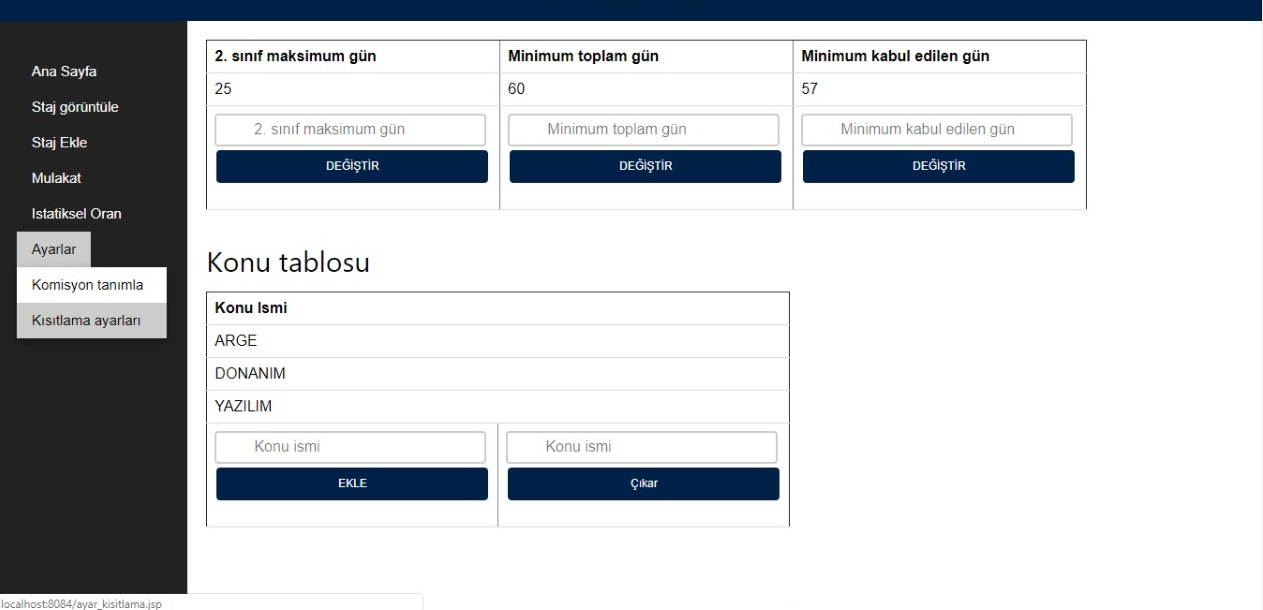 Ana Sayfa
Staj görüntüle
Staj Ekle
Mulakat
Istatiksel Oran
Ayarlar
Komisyon tanımla
Kısıtlama ayarları
2. sınıf maksimum gün Minimum toplam gün Minimum kabul edilen gün
25 60 57
2. sınıf maksimum gün Minimum toplam gün Minimum kabul edilen gün
DEĞİŞTİR DEĞİŞTİR DEĞİŞTİR
Konu tablosu
Konu Ismi
ARGE
DONANIM
YAZILIM
Konu ismi Konu ismi
EKLE Çıkar
localhost:8084/ayar_kisitlama.jsp